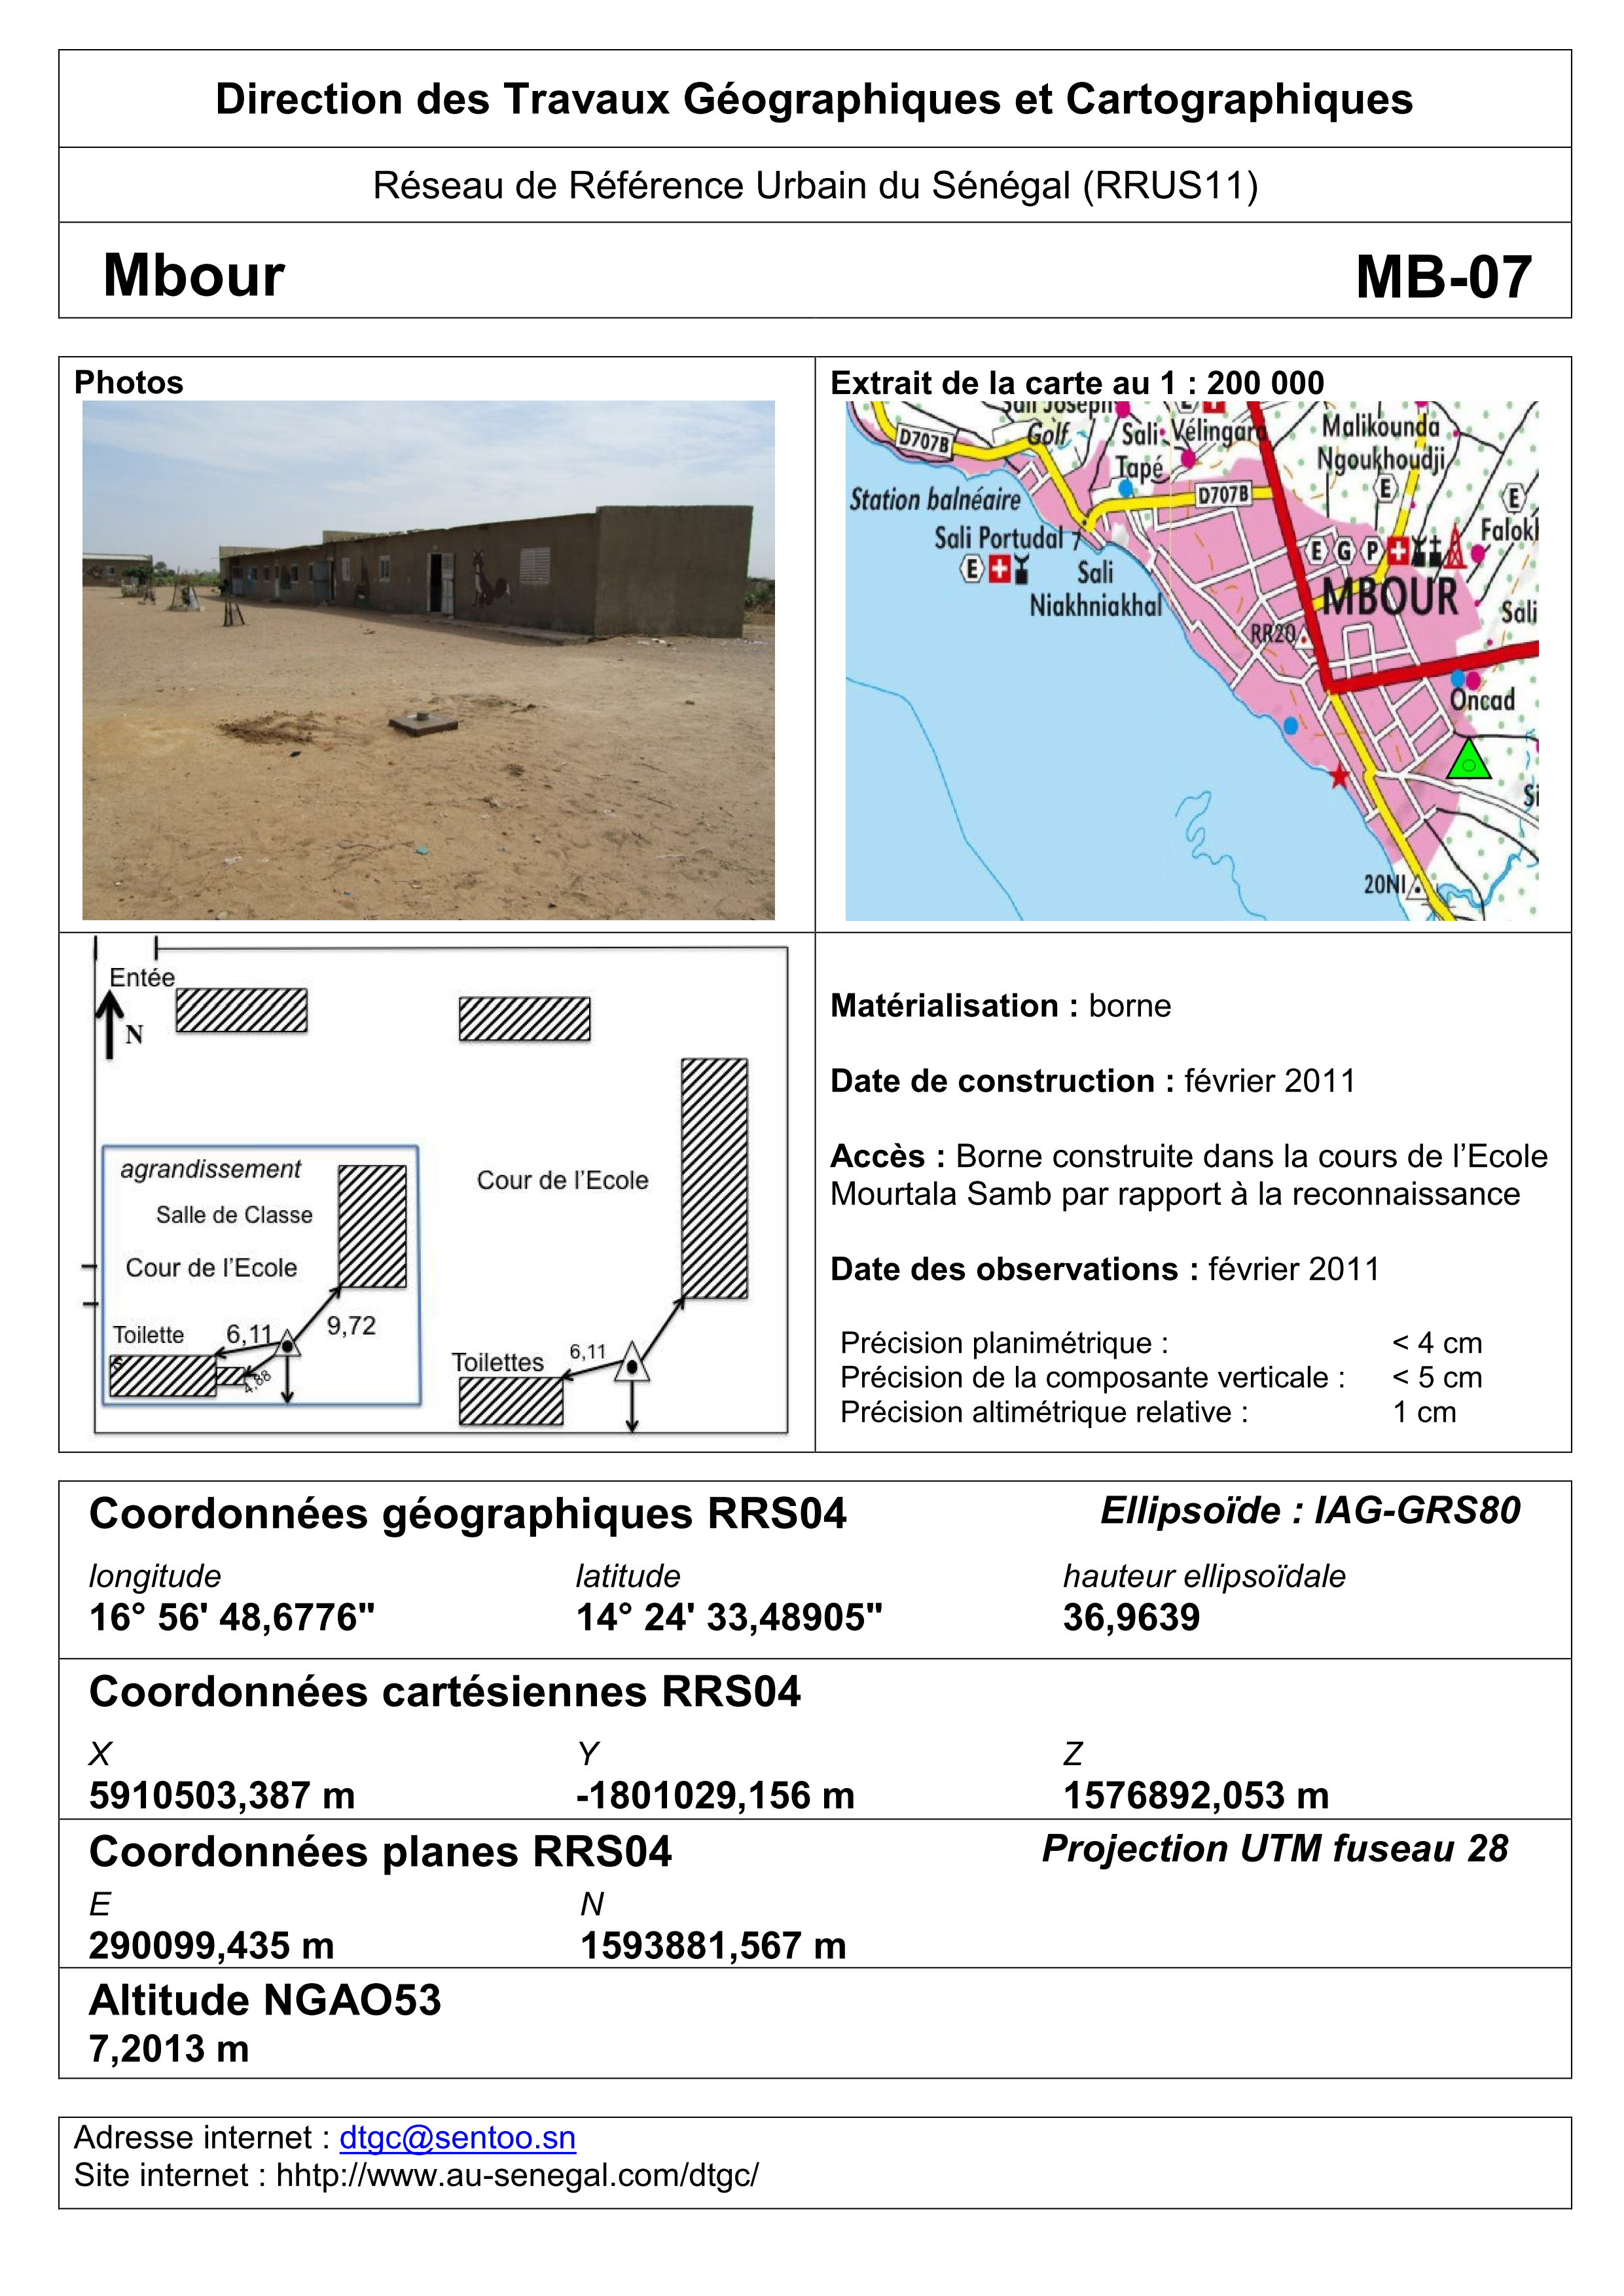 Direction des Travaux Géographiques et Cartographiques
Réseau de Référence Urbain du Sénégal (RRUS11)
Mbour MB-07
Photos
Extrait de la carte au 1 : 200 000
D707B
Golf
Sali
Vélingara
Tapé
Malikounda
Ngoukhoudji
E
E
Station balnéaire
D707B
Sali Portudal
E
Sali
Niakhniakhal
E G P
MBOUR
RR20
Sali
Oncad
20NI
Entée
N
agrandissement
Salle de Classe
Cour de l'Ecole
Toilette
s
6,11
9,72
4,88
Cour de l'Ecole
Toilettes
6,11
Matérialisation : borne
Date de construction : février 2011
Accès : Borne construite dans la cours de l'Ecole
Mourtala Samb par rapport à la reconnaissance
Date des observations : février 2011
Précision planimétrique : < 4 cm
Précision de la composante verticale : < 5 cm
Précision altimétrique relative : 1 cm
Coordonnées géographiques RRS04 Ellipsoïde : IAG-GRS80
longitude latitude hauteur ellipsoïdale
16° 56' 48,6776" 14° 24' 33,48905" 36,9639
Coordonnées cartésiennes RRS04
X Y Z
5910503,387 m -1801029,156 m 1576892,053 m
Coordonnées planes RRS04 Projection UTM fuseau 28
E N
290099,435 m 1593881,567 m
Altitude NGAO53
7,2013 m
Adresse internet : dtgc@sentoo.sn
Site internet : hhtp://www.au-senegal.com/dtgc/